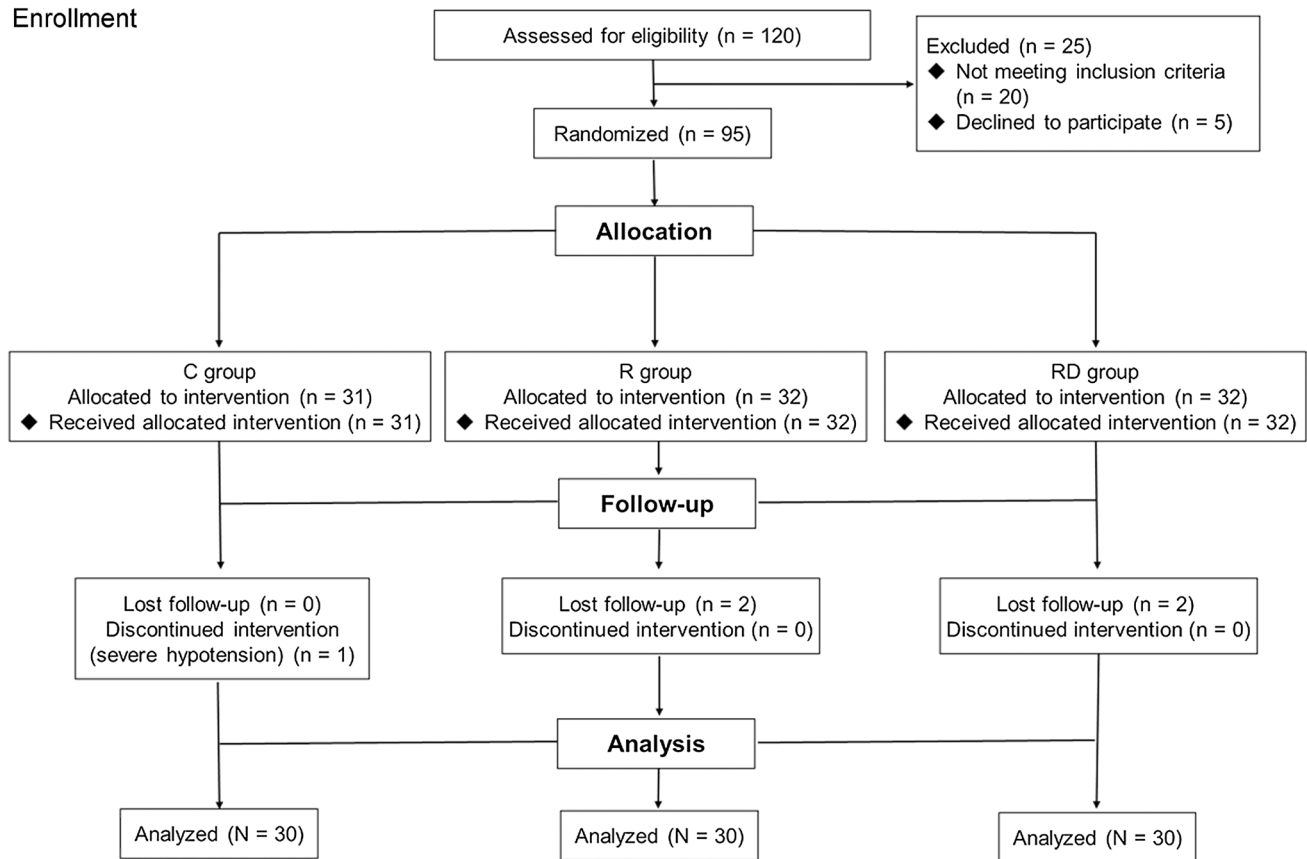 Enrollment
Assessed for eligibility (n = 120)
Excluded (n = 25)
◆ Not meeting inclusion criteria
(n = 20)
◆ Declined to participate (n = 5)
Randomized (n = 95)
Allocation
C group
Allocated to intervention (n = 31)
◆ Received allocated intervention (n = 31)
R group
Allocated to intervention (n = 32)
◆ Received allocated intervention (n = 32)
RD group
Allocated to intervention (n = 32)
◆ Received allocated intervention (n = 32)
Follow-up
Lost follow-up (n = 0)
Discontinued intervention
(severe hypotension) (n = 1)
Lost follow-up (n = 2)
Discontinued intervention (n = 0)
Lost follow-up (n = 2)
Discontinued intervention (n = 0)
Analysis
Analyzed (N = 30)
Analyzed (N = 30)
Analyzed (N = 30)